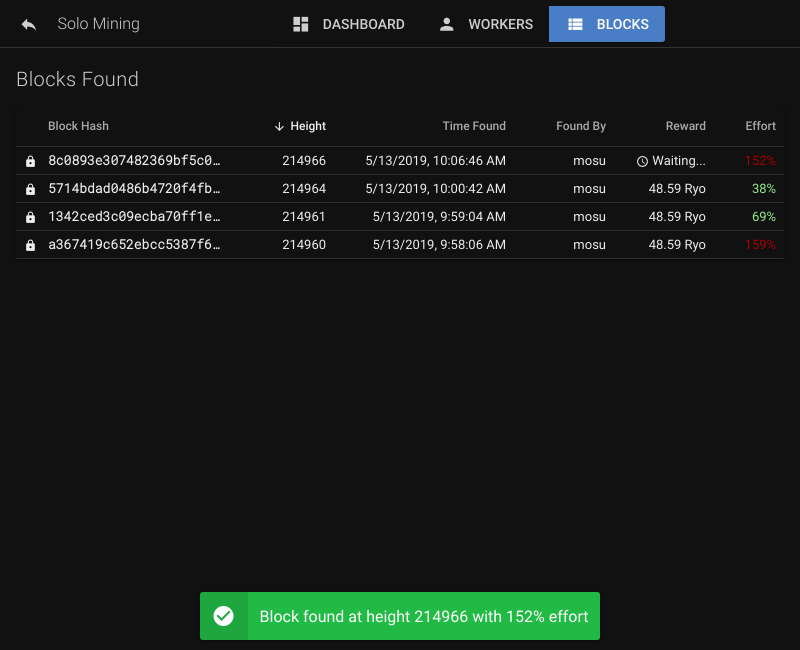 Solo Mining DASHBOARD WORKERS BLOCKS
Blocks Found
Block Hash Height Time Found Found By Reward Effort
8c0893e307482369bf5c0… 214966 5/13/2019, 10:06:46 AM mosu Waiting... 152%
5714bdad0486b4720f4fb… 214964 5/13/2019, 10:00:42 AM mosu 48.59 Ryo 38%
1342ced3c09ecba70ff1e… 214961 5/13/2019, 9:59:04 AM mosu 48.59 Ryo 69%
a367419c652ebcc5387f6… 214960 5/13/2019, 9:58:06 AM mosu 48.59 Ryo 159%
Block found at height 214966 with 152% effort